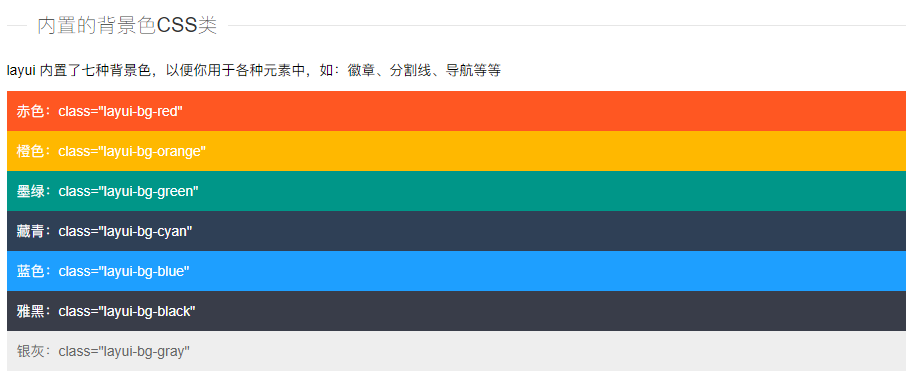 内置的背景色CSS类
layui 内置了七种背景色，以便你用于各种元素中，如：徽章、分割线、导航等等
赤色：class="layui-bg-red"
橙色：class="layui-bg-orange"
墨绿：class="layui-bg-green"
藏青：class="layui-bg-cyan"
蓝色：class="layui-bg-blue"
雅黑：class="layui-bg-black"
银灰：class="layui-bg-gray"